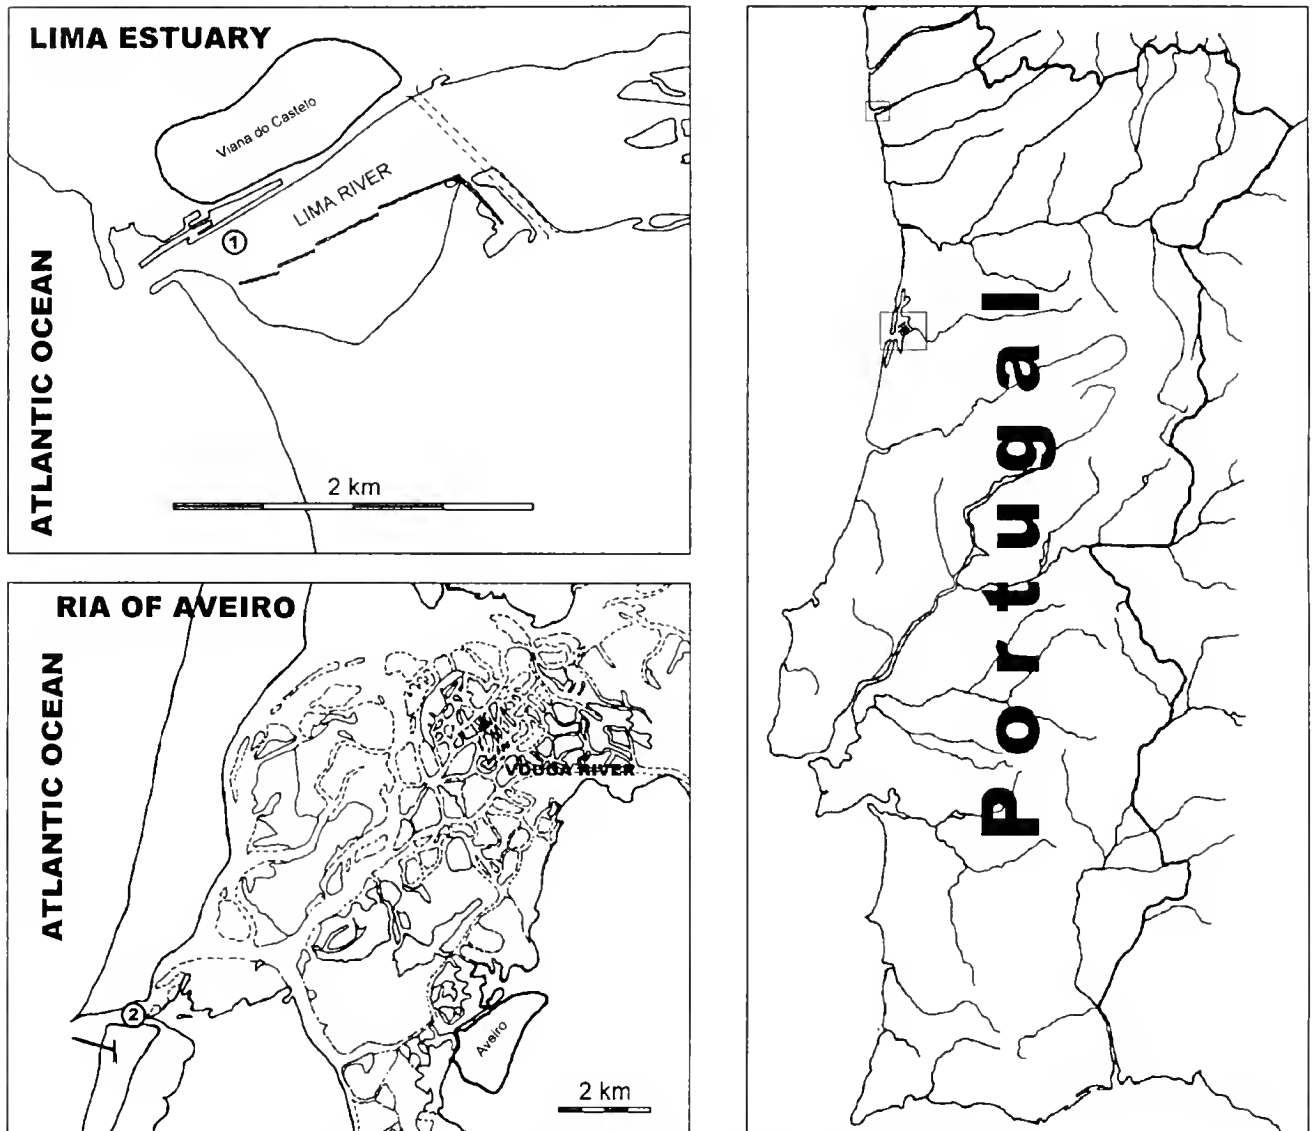 LIMA ESTUARY
Viana do Castelo
LIMA RIVER
1
ATLANTIC OCEAN
2 km
RIA OF AVEIRO
ATLANTIC OCEAN
VOUGA RIVER
2
Aveiro
2 km
Portugal